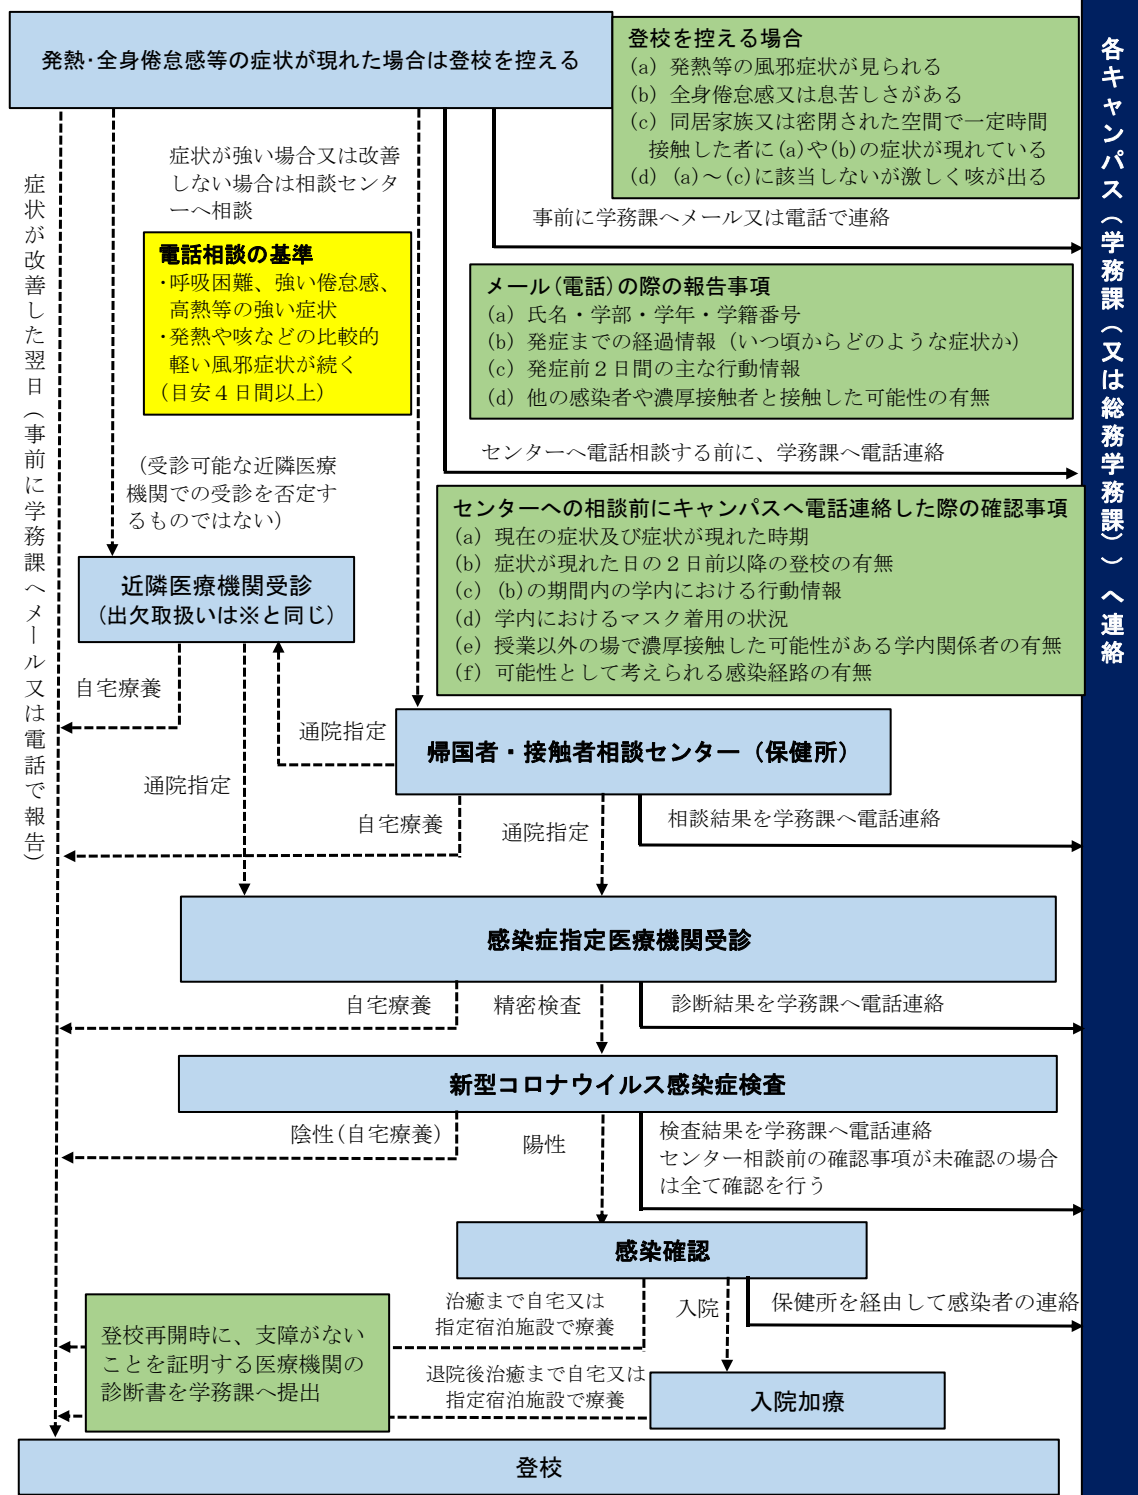 発熱・全身倦怠感等の症状が現れた場合は登校を控える
登校を控える場合
(a) 発熱等の風邪症状が見られる
(b) 全身倦怠感又は息苦しさがある
(c) 同居家族又は密閉された空間で一定時間
接触した者に(a)や(b)の症状が現れている
(d) (a)～(c)に該当しないが激しく咳が出る
各キャンパス（学務課（又は総務学務課））へ連絡
症状が改善した翌日（事前に学務課へメール又は電話で報告）
症状が強い場合又は改善
しない場合は相談センタ
ーへ相談
事前に学務課へメール又は電話で連絡
電話相談の基準
・呼吸困難、強い倦怠感、
高熱等の強い症状
・発熱や咳などの比較的
軽い風邪症状が続く
（目安４日間以上）
メール(電話)の際の報告事項
(a) 氏名・学部・学年・学籍番号
(b) 発症までの経過情報（いつ頃からどのような症状か）
(c) 発症前２日間の主な行動情報
(d) 他の感染者や濃厚接触者と接触した可能性の有無
センターへ電話相談する前に、学務課へ電話連絡
（受診可能な近隣医療
機関での受診を否定す
るものではない）
センターへの相談前にキャンパスへ電話連絡した際の確認事項
(a) 現在の症状及び症状が現れた時期
(b) 症状が現れた日の２日前以降の登校の有無
(c) (b)の期間内の学内における行動情報
(d) 学内におけるマスク着用の状況
(e) 授業以外の場で濃厚接触した可能性がある学内関係者の有無
(f) 可能性として考えられる感染経路の有無
近隣医療機関受診
（出欠取扱いは※と同じ）
自宅療養
通院指定
通院指定
帰国者・接触者相談センター（保健所）
自宅療養
通院指定
相談結果を学務課へ電話連絡
感染症指定医療機関受診
自宅療養
精密検査
診断結果を学務課へ電話連絡
新型コロナウイルス感染症検査
陰性(自宅療養)
陽性
検査結果を学務課へ電話連絡
センター相談前の確認事項が未確認の場合
は全て確認を行う
感染確認
治癒まで自宅又は
指定宿泊施設で療養
入院
保健所を経由して感染者の連絡
登校再開時に、支障がない
ことを証明する医療機関の
診断書を学務課へ提出
退院後治癒まで自宅又は
指定宿泊施設で療養
入院加療
登校